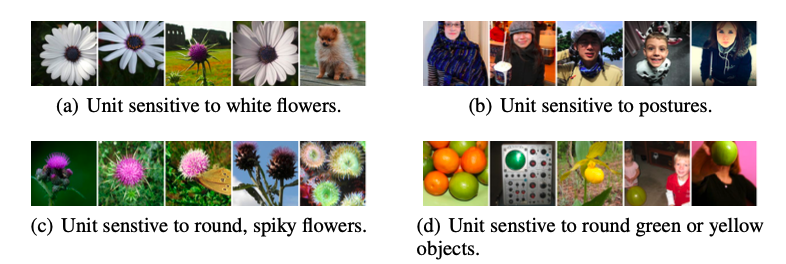 (a) Unit sensitive to white flowers.
(b) Unit sensitive to postures.
(c) Unit senstive to round, spiky flowers.
(d) Unit senstive to round green or yellow
objects.